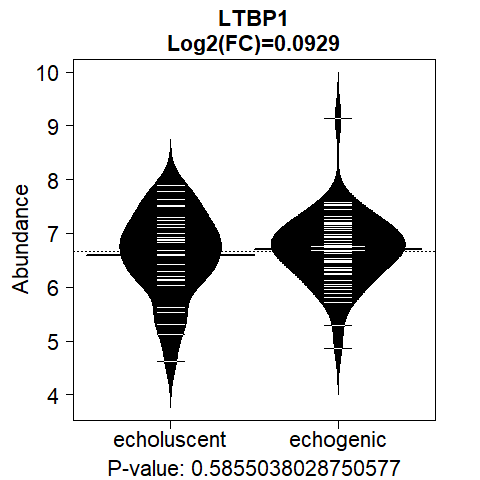 LTBP1
Log2(FC)=0.0929
10
9
8
7
6
5
4
Abundance
echoluscent echogenic
P-value: 0.5855038028750577